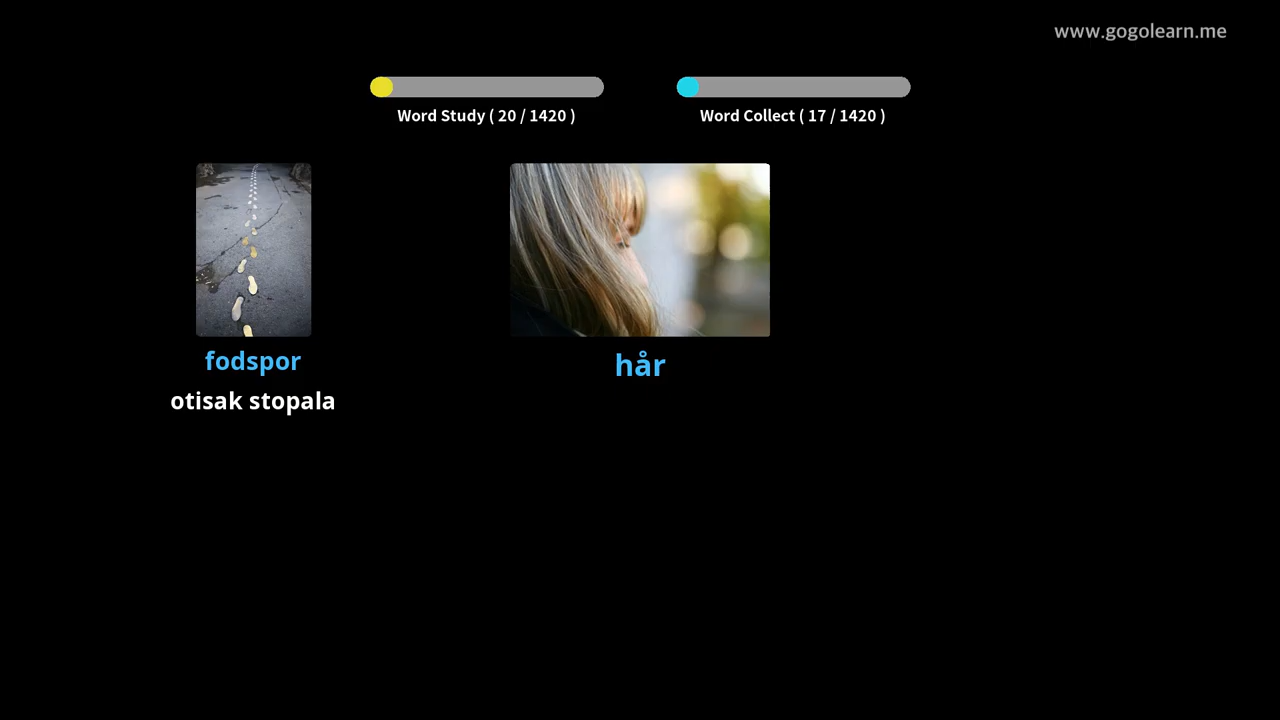 www.gogolearn.me
Word Study ( 20 / 1420 )
Word Collect ( 17 / 1420 )
fodspor
otisak stopala
hår